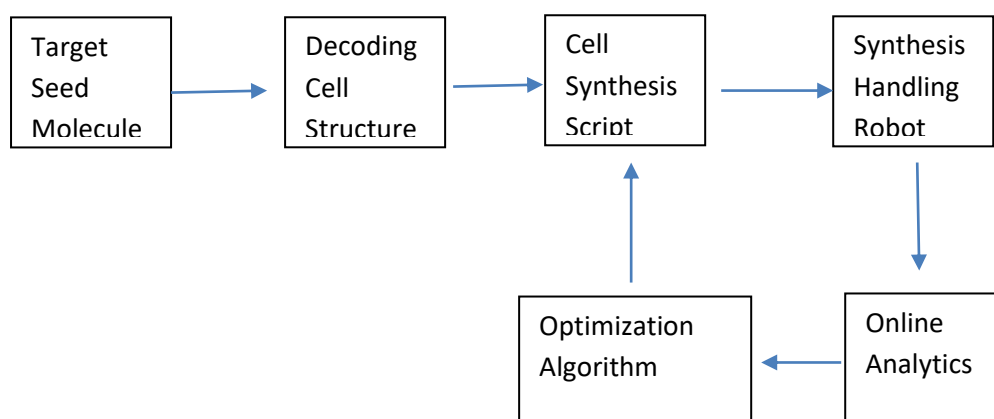 Target
Seed
Molecule
Decoding
Cell
Structure
Cell
Synthesis
Script
Synthesis
Handling
Robot
Optimization
Algorithm
Online
Analytics